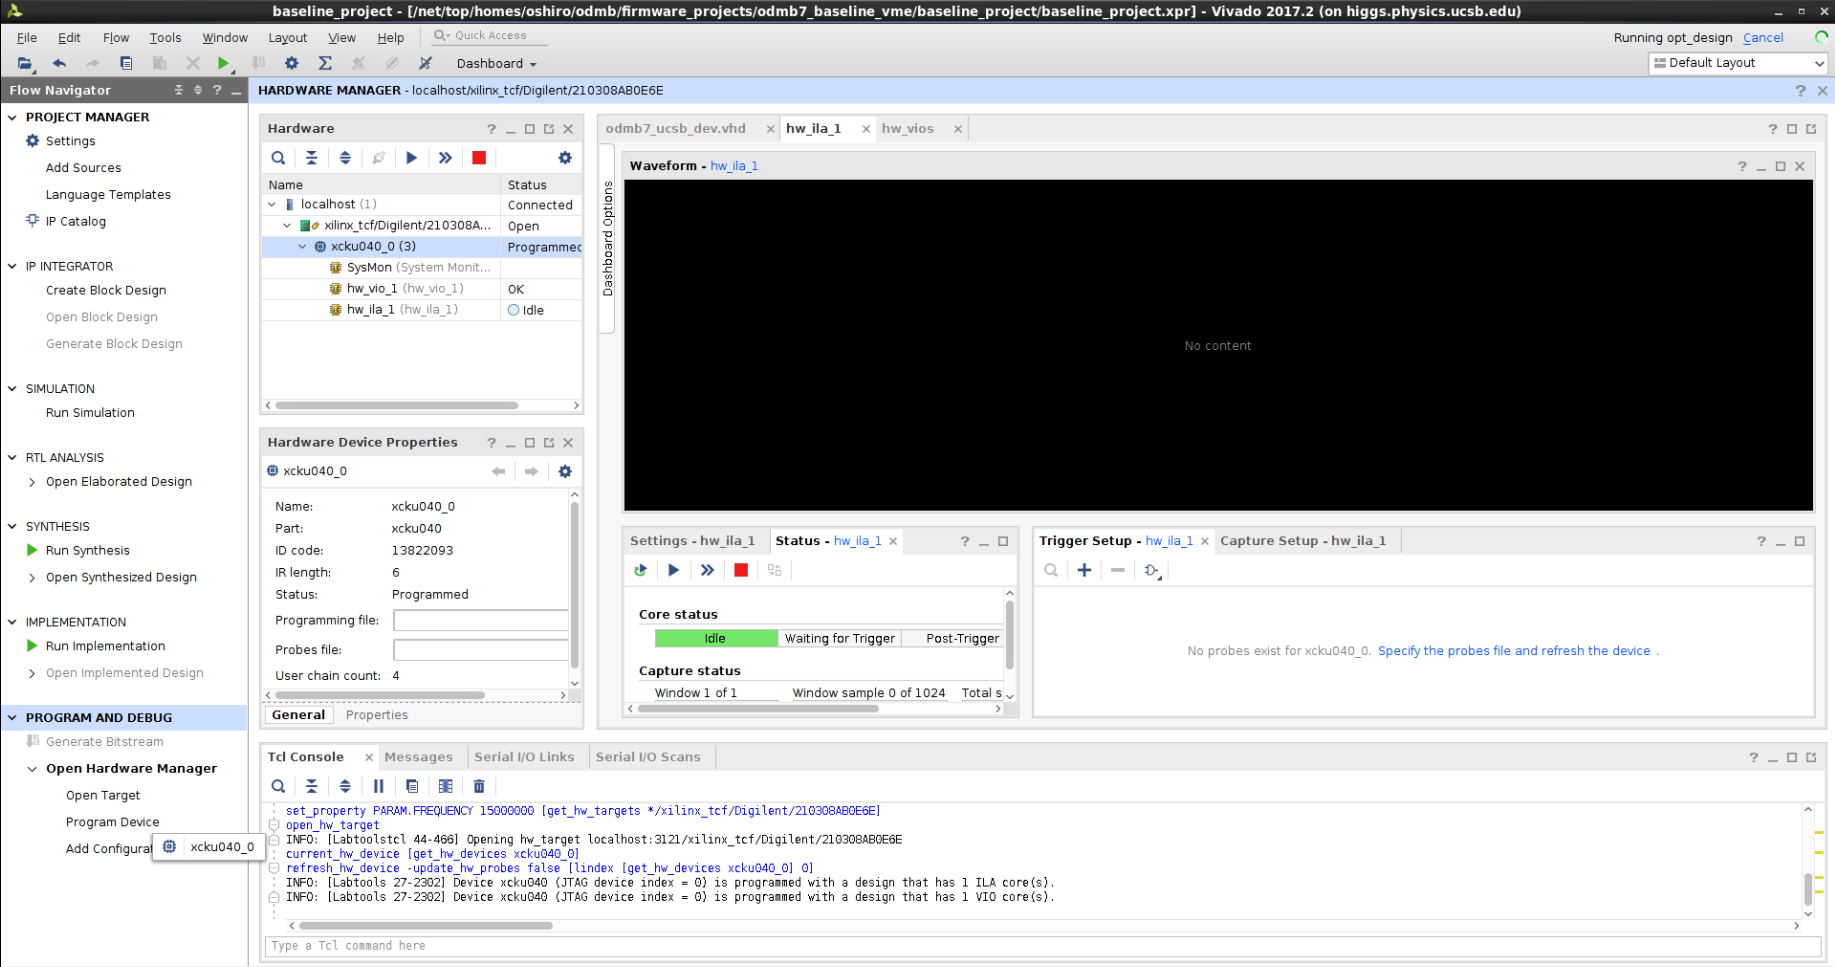 baseline_project - [/net/top/homes/oshiro/odmb/firmware_projects/odmb7_baseline_vme/baseline_project/baseline_project.xpr] - Vivado 2017.2 (on higgs.physics.ucsb.edu)
File Edit Flow Tools Window Layout View Help Quick Access
Running opt_design Cancel
Dashboard
Default Layout
Flow Navigator
PROJECT MANAGER
Settings
Add Sources
Language Templates
IP Catalog
IP INTEGRATOR
Create Block Design
Open Block Design
Generate Block Design
SIMULATION
Run Simulation
RTL ANALYSIS
Open Elaborated Design
SYNTHESIS
Run Synthesis
Open Synthesized Design
IMPLEMENTATION
Run Implementation
Open Implemented Design
PROGRAM AND DEBUG
Generate Bitstream
Open Hardware Manager
Open Target
Program Device
Add Configurat
xcku040_0
HARDWARE MANAGER - localhost/xilinx_tcf/Digilent/210308AB0E6E
Hardware
Name Status
localhost (1) Connected
xilinx_tcf/Digilent/210308A... Open
xcku040_0 (3) Programmed
SysMon (System Monit...
hw_vio_1 (hw_vio_1) OK
hw_ila_1 (hw_ila_1) Idle
Hardware Device Properties
xcku040_0
Name: xcku040_0
Part: xcku040
ID code: 13822093
IR length: 6
Status: Programmed
Programming file:
Probes file:
User chain count: 4
General Properties
odmb7_ucsb_dev.vhd hw_ila_1 hw_vios
Dashboard Options
Waveform - hw_ila_1
No content
Settings - hw_ila_1 Status - hw_ila_1
Core status
Idle Waiting for Trigger Post-Trigger
Capture status
Window 1 of 1 Window sample 0 of 1024 Total s
Trigger Setup - hw_ila_1 Capture Setup - hw_ila_1
No probes exist for xcku040_0. Specify the probes file and refresh the device .
Tcl Console Messages Serial I/O Links Serial I/O Scans
set_property PARAM.FREQUENCY 15000000 [get_hw_targets */xilinx_tcf/Digilent/210308AB0E6E]
open_hw_target
INFO: [Labtoolstcl 44-466] Opening hw_target localhost:3121/xilinx_tcf/Digilent/210308AB0E6E
current_hw_device [get_hw_devices xcku040_0]
refresh_hw_device -update_hw_probes false [lindex [get_hw_devices xcku040_0] 0]
INFO: [Labtools 27-2302] Device xcku040 (JTAG device index = 0) is programmed with a design that has 1 ILA core(s).
INFO: [Labtools 27-2302] Device xcku040 (JTAG device index = 0) is programmed with a design that has 1 VIO core(s).
Type a Tcl command here